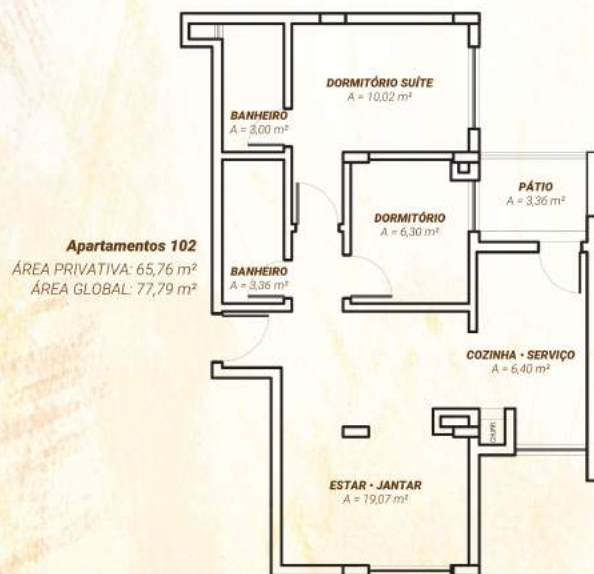 DORMITÓRIO SUÍTE
A = 10,02 m²
BANHEIRO
A = 3,00 m²
PÁTIO
A = 3,36 m²
DORMITÓRIO
A = 6,30 m²
Apartamentos 102
ÁREA PRIVATIVA: 65,76 m²
ÁREA GLOBAL: 77,79 m²
BANHEIRO
A = 3,36 m²
COZINHA • SERVIÇO
A = 6,40 m²
CHURR.
ESTAR • JANTAR
A = 19,07 m²